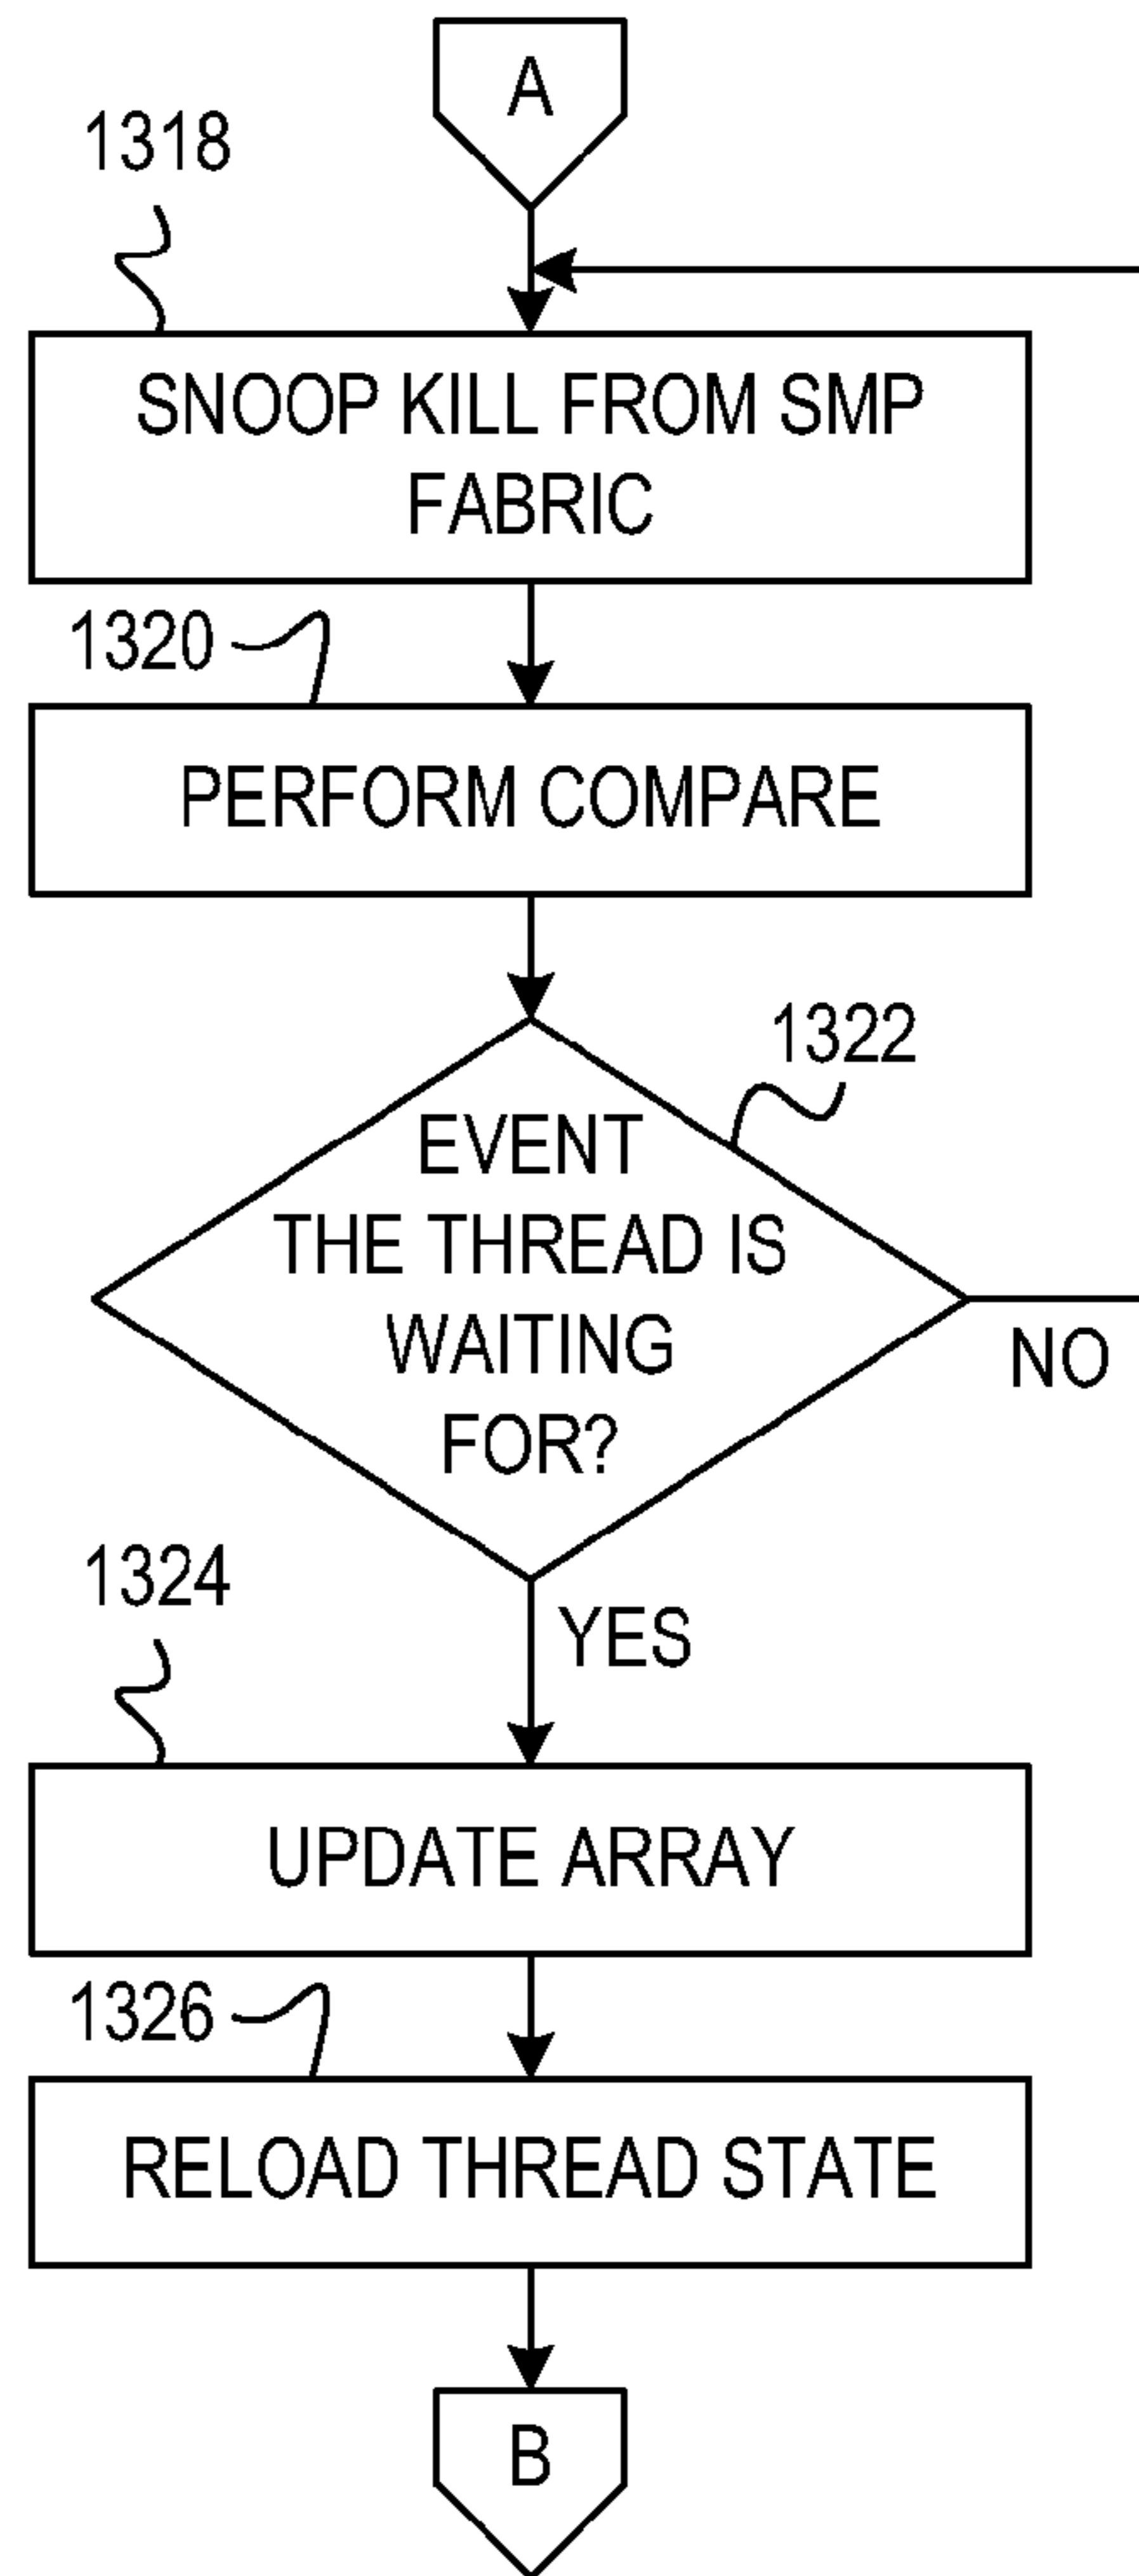 A
1318
SNOOP KILL FROM SMP
FABRIC
1320
PERFORM COMPARE
1322
EVENT
THE THREAD IS
WAITING
FOR?
NO
YES
1324
UPDATE ARRAY
1326
RELOAD THREAD STATE
B